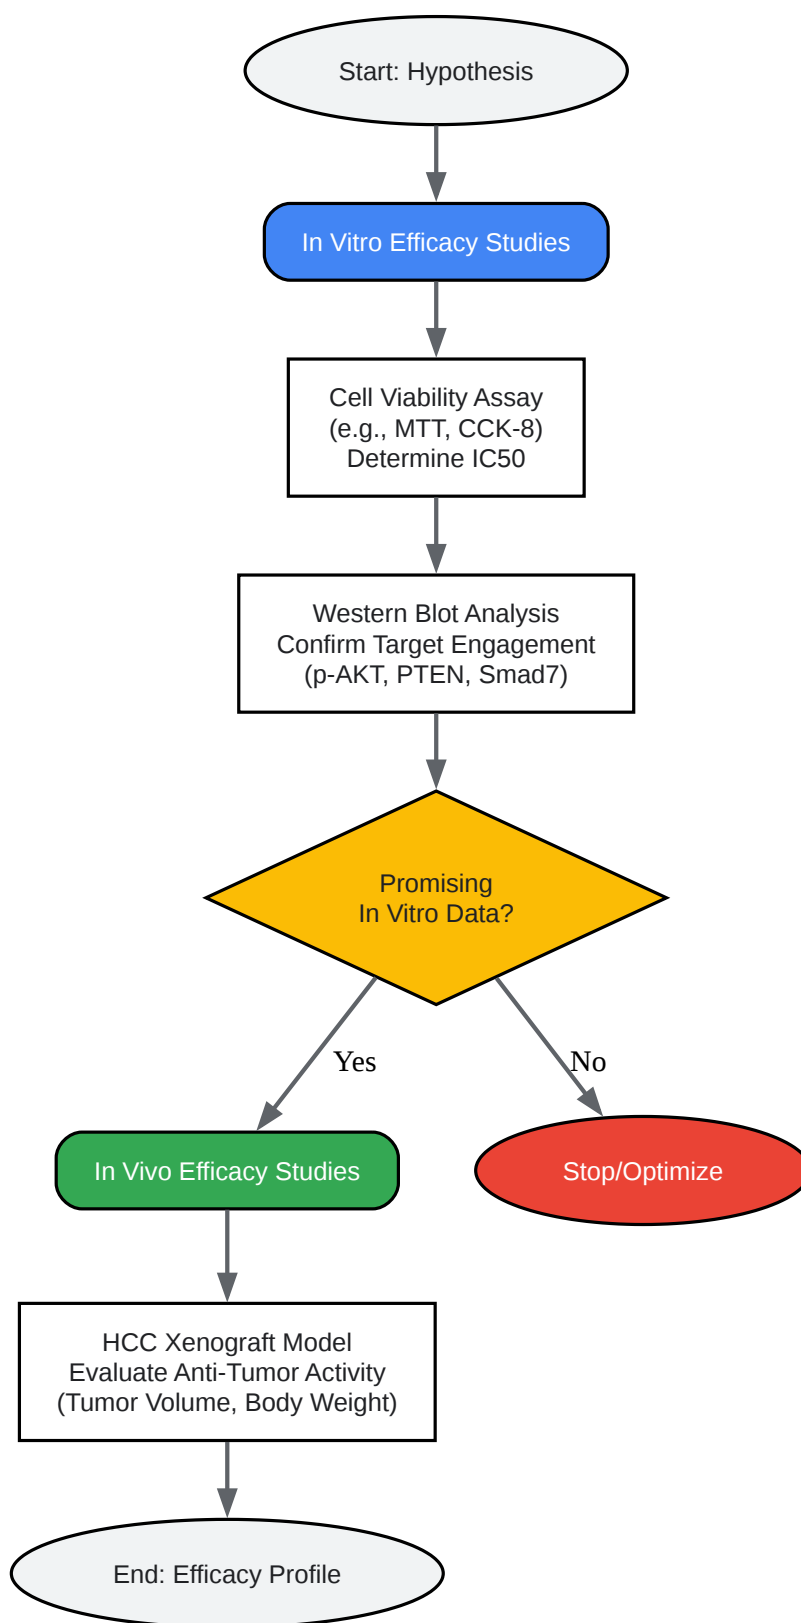 Start: Hypothesis
In Vitro Efficacy Studies
Cell Viability Assay
(e.g., MTT, CCK-8)
Determine IC50
Western Blot Analysis
Confirm Target Engagement
(p-AKT, PTEN, Smad7)
Promising
In Vitro Data?
Yes
No
In Vivo Efficacy Studies
Stop/Optimize
HCC Xenograft Model
Evaluate Anti-Tumor Activity
(Tumor Volume, Body Weight)
End: Efficacy Profile